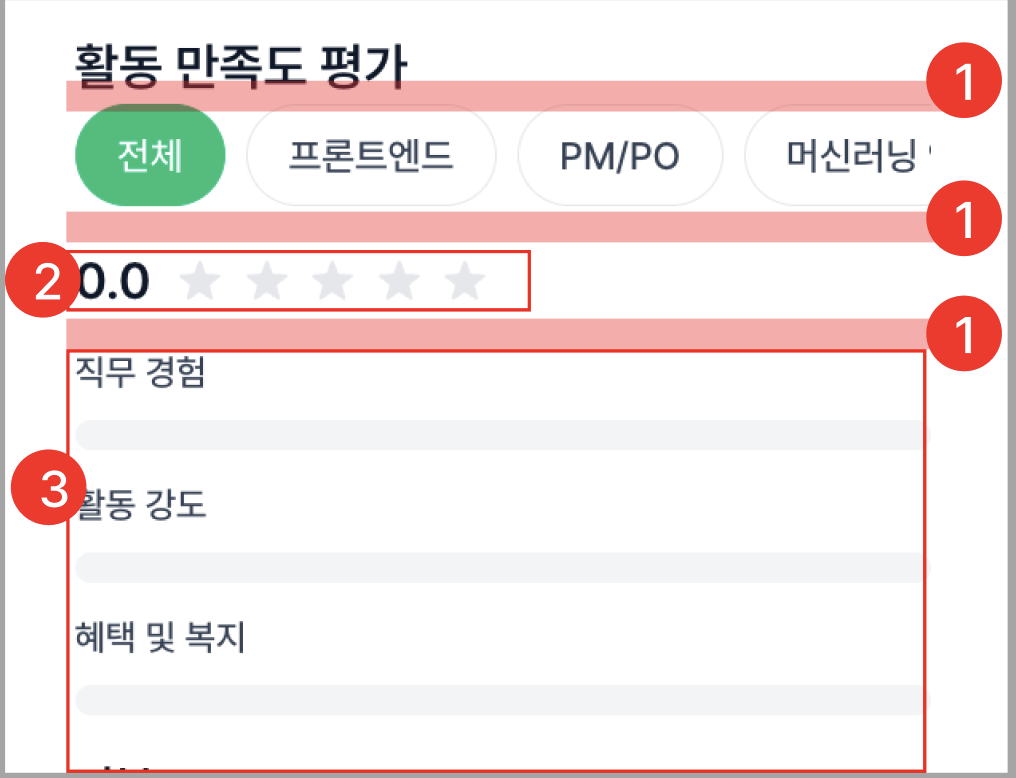 활동 만족도 평가
1
전체 프론트엔드 PM/PO 머신러닝
1
2 0.0
1
직무 경험
3 활동 강도
혜택 및 복지